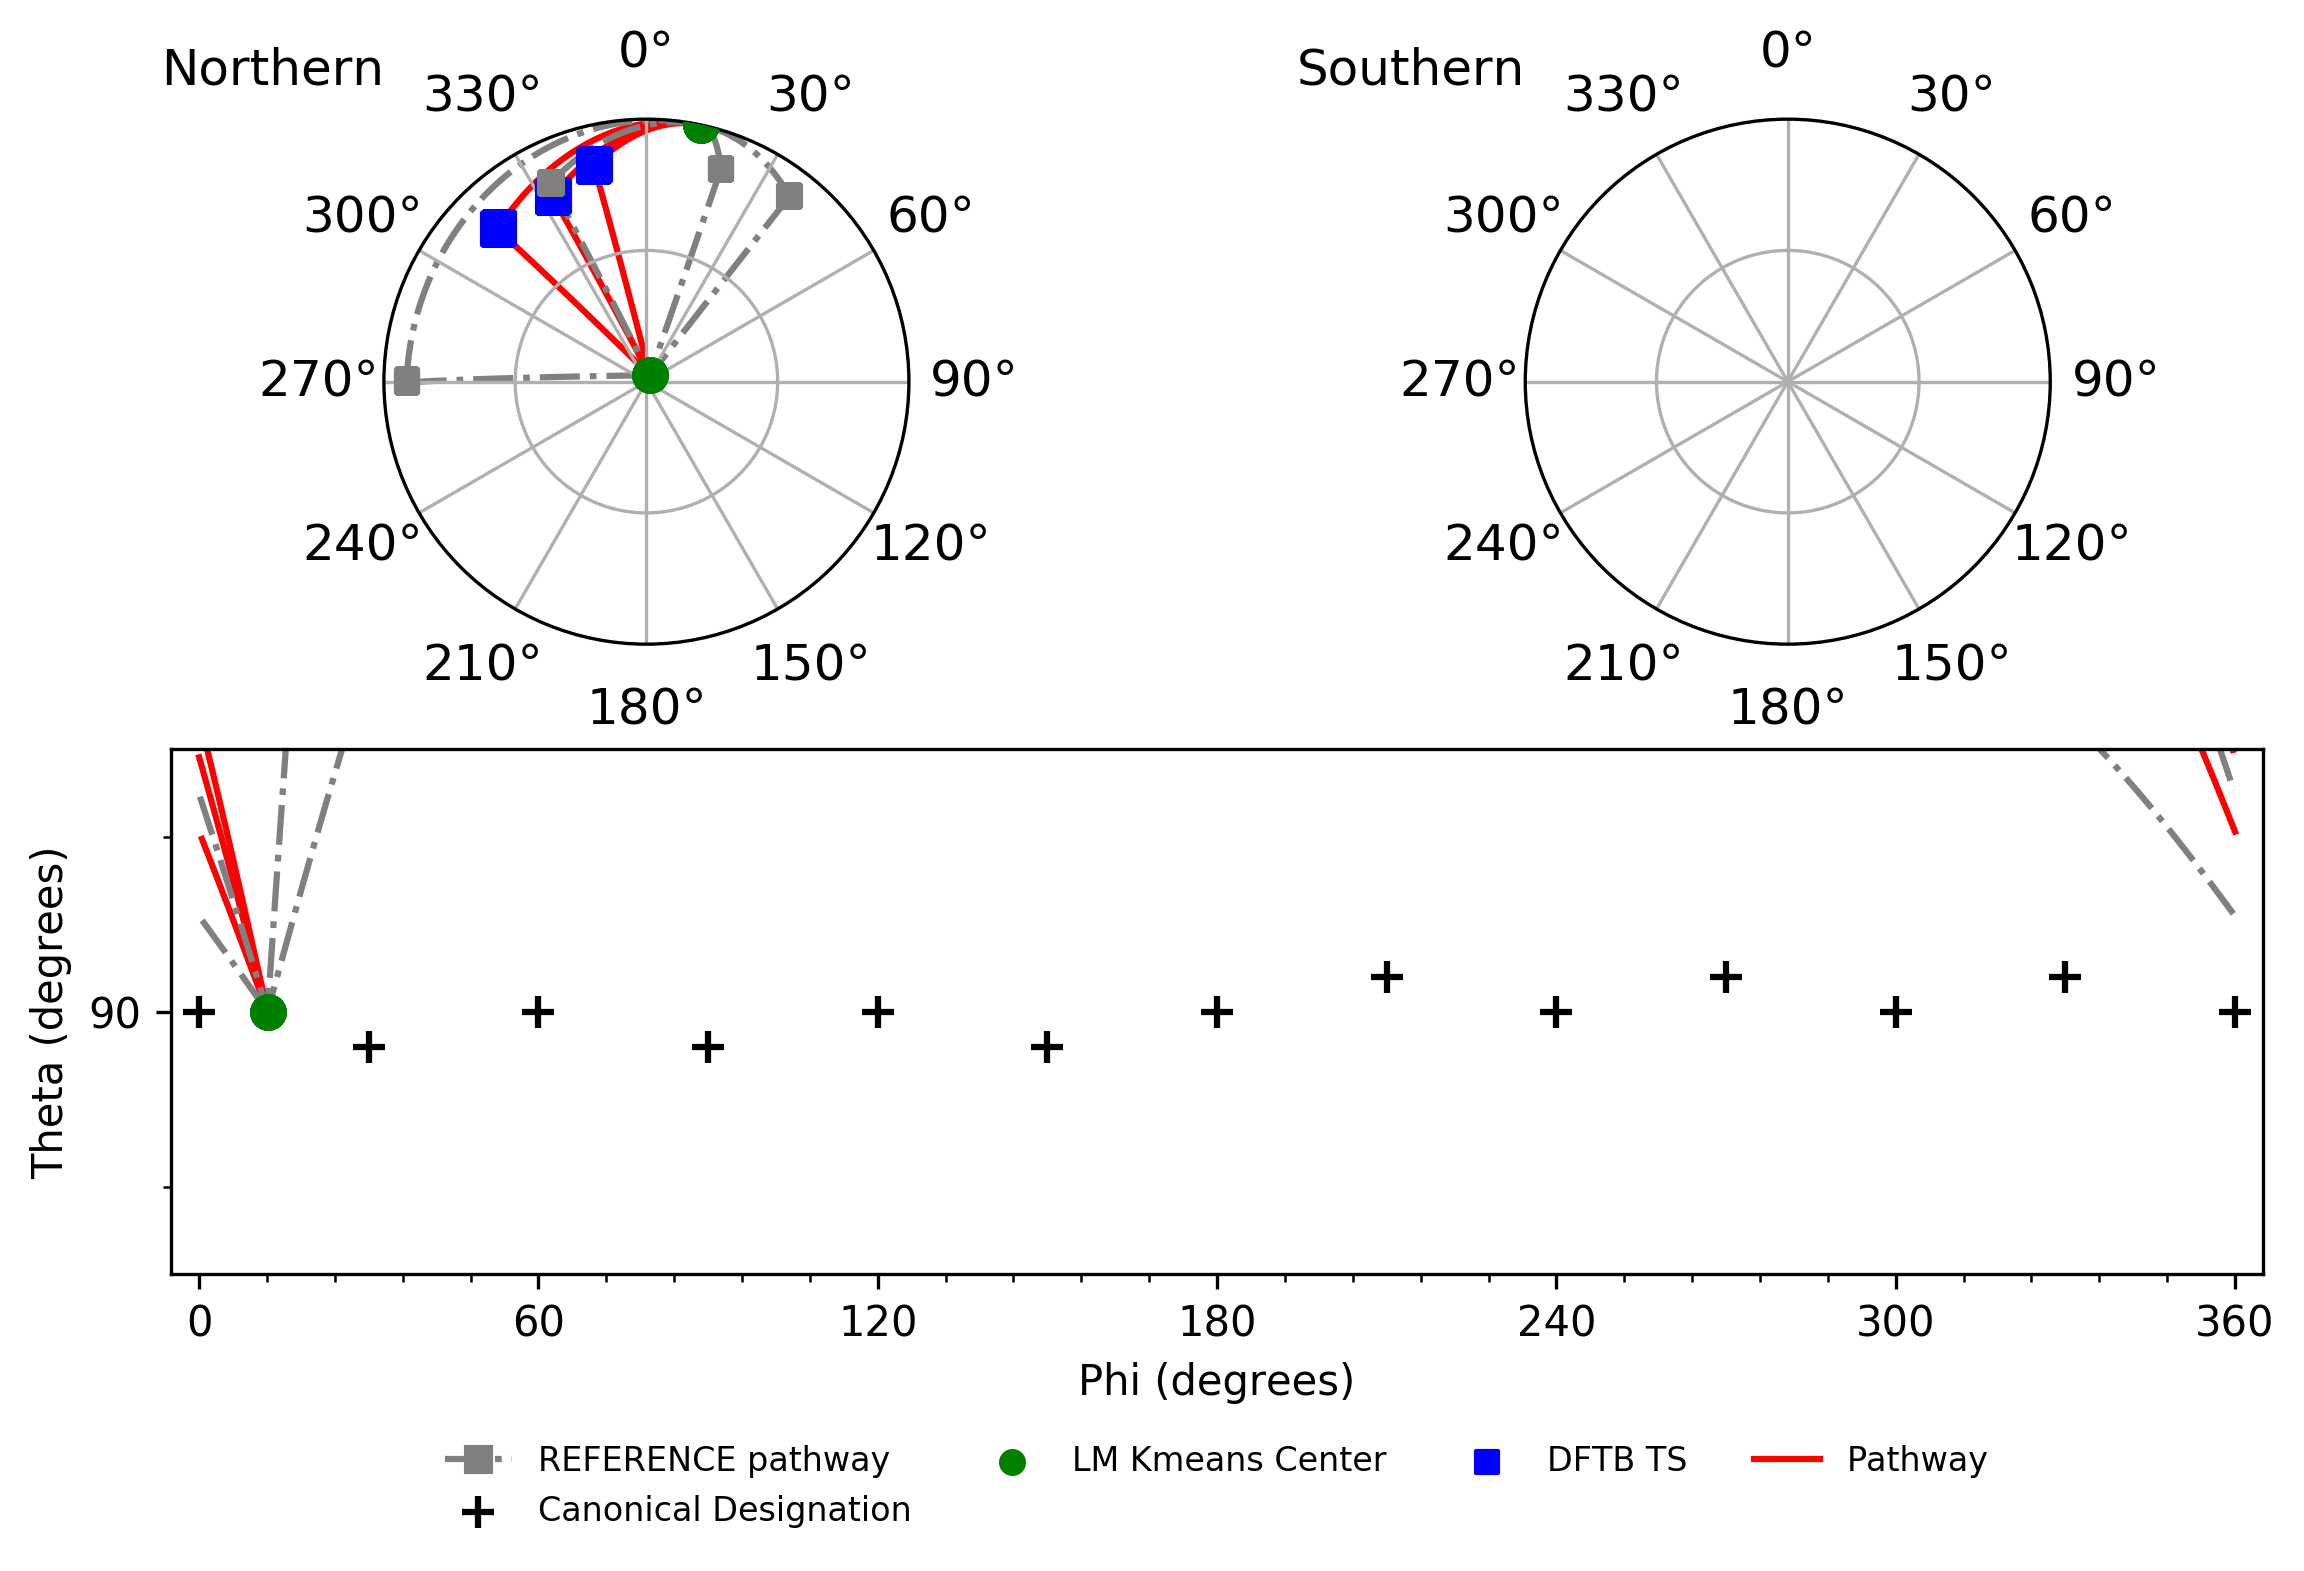 Northern
0°
330°
30°
300°
60°
270°
90°
240°
120°
210°
150°
180°
Southern
0°
330°
30°
300°
60°
270°
90°
240°
120°
210°
150°
180°
Theta (degrees)
90
0 60 120 180 240 300 360
Phi (degrees)
REFERENCE pathway
LM Kmeans Center
DFTB TS
Pathway
Canonical Designation